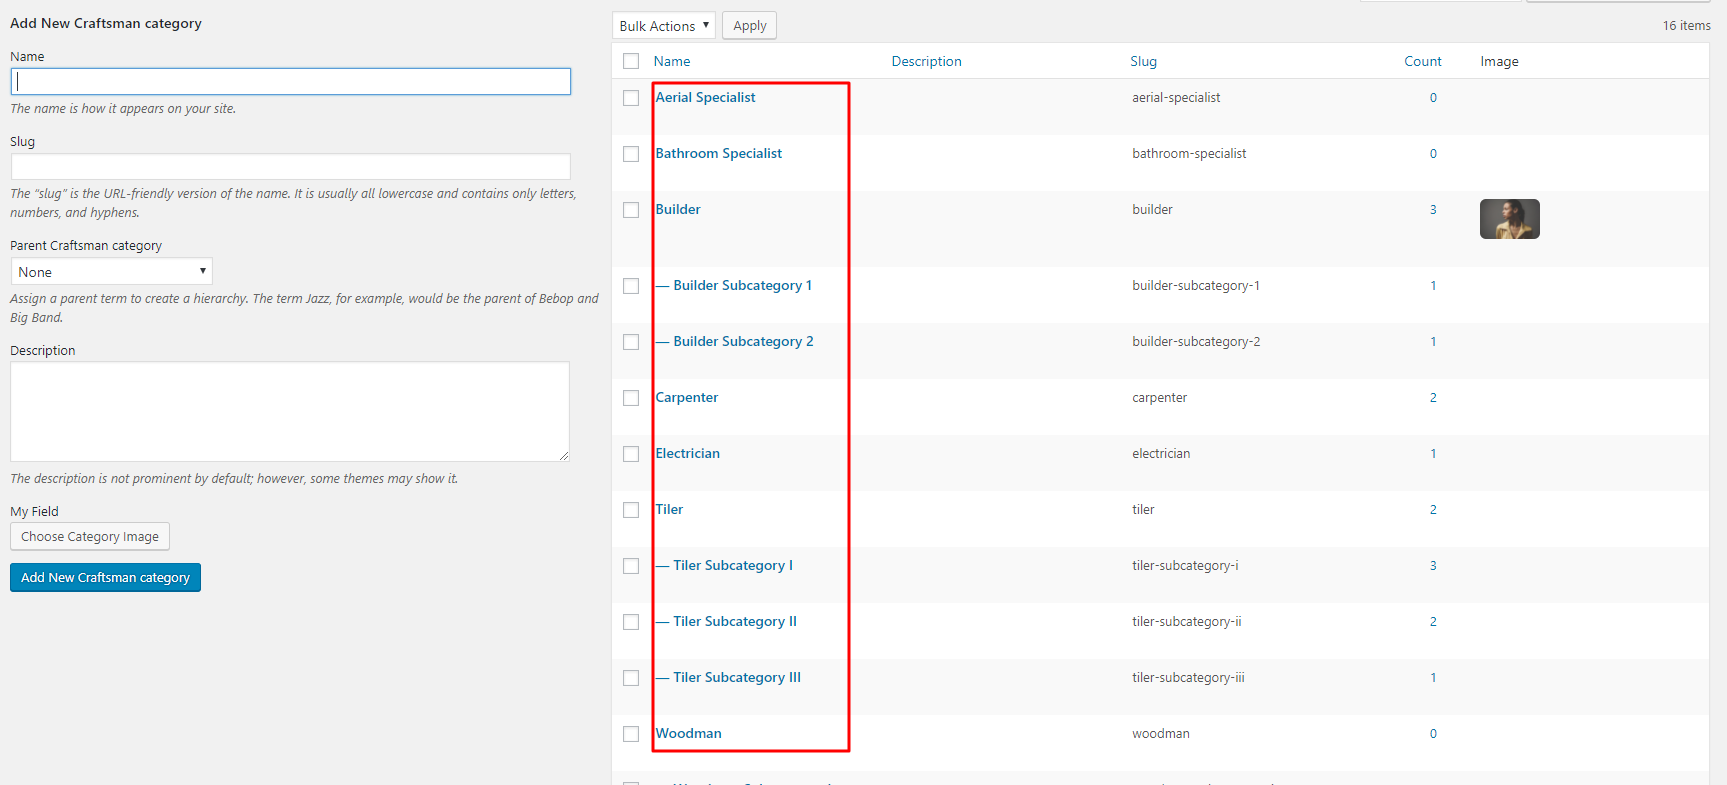 Add New Craftsman category
Name
The name is how it appears on your site.
Slug
The “slug” is the URL-friendly version of the name. It is usually all lowercase and contains only letters,
numbers, and hyphens.
Parent Craftsman category
None
Assign a parent term to create a hierarchy. The term Jazz, for example, would be the parent of Bebop and
Big Band.
Description
The description is not prominent by default; however, some themes may show it.
My Field
Choose Category Image
Add New Craftsman category
Bulk Actions Apply 16 items
Name Description Slug Count Image
Aerial Specialist aerial-specialist 0
Bathroom Specialist bathroom-specialist 0
Builder builder 3
— Builder Subcategory 1 builder-subcategory-1 1
— Builder Subcategory 2 builder-subcategory-2 1
Carpenter carpenter 2
Electrician electrician 1
Tiler tiler 2
— Tiler Subcategory I tiler-subcategory-i 3
— Tiler Subcategory II tiler-subcategory-ii 2
— Tiler Subcategory III tiler-subcategory-iii 1
Woodman woodman 0